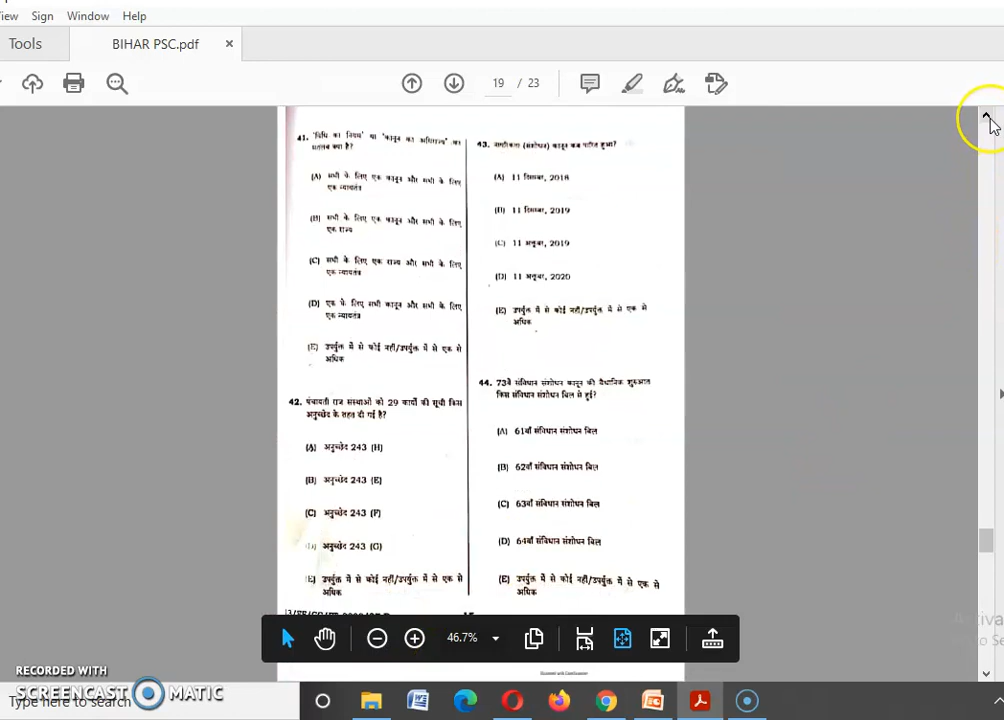 View Sign Window Help
Tools BIHAR PSC.pdf ×
19 / 23
41. 'विधि का नियम' या 'कानून का अधिराज्य' का
मतलब क्या है?
(A) सभी के लिए एक कानून और सभी के लिए
एक न्यायतंत्र
(B) सभी के लिए एक कानून और सभी के लिए
एक राज्य
(C) सभी के लिए एक राज्य और सभी के लिए
एक न्यायतंत्र
(D) एक के लिए सभी कानून और सभी के लिए
एक न्यायतंत्र
(E) उपर्युक्त में से कोई नहीं/उपर्युक्त में से एक से
अधिक
42. पंचायती राज संस्थाओं को 29 कार्यों की सूची किस
अनुच्छेद के तहत दी गई है?
(A) अनुच्छेद 243 (H)
(B) अनुच्छेद 243 (E)
(C) अनुच्छेद 243 (F)
(D) अनुच्छेद 243 (G)
(E) उपर्युक्त में से कोई नहीं/उपर्युक्त में से एक से
अधिक
43. नागरिकता (संशोधन) कानून कब पारित हुआ?
(A) 11 दिसम्बर, 2018
(B) 11 दिसम्बर, 2019
(C) 11 अक्तूबर, 2019
(D) 11 अक्तूबर, 2020
(E) उपर्युक्त में से कोई नहीं/उपर्युक्त में से एक से
अधिक
44. 73वें संविधान संशोधन कानून की वैधानिक शुरुआत
किस संविधान संशोधन बिल से हुई?
(A) 61वाँ संविधान संशोधन बिल
(B) 62वाँ संविधान संशोधन बिल
(C) 63वाँ संविधान संशोधन बिल
(D) 64वाँ संविधान संशोधन बिल
(E) उपर्युक्त में से कोई नहीं/उपर्युक्त में से एक से
अधिक
46.7%
RECORDED WITH
SCREENCAST MATIC
Type here to search